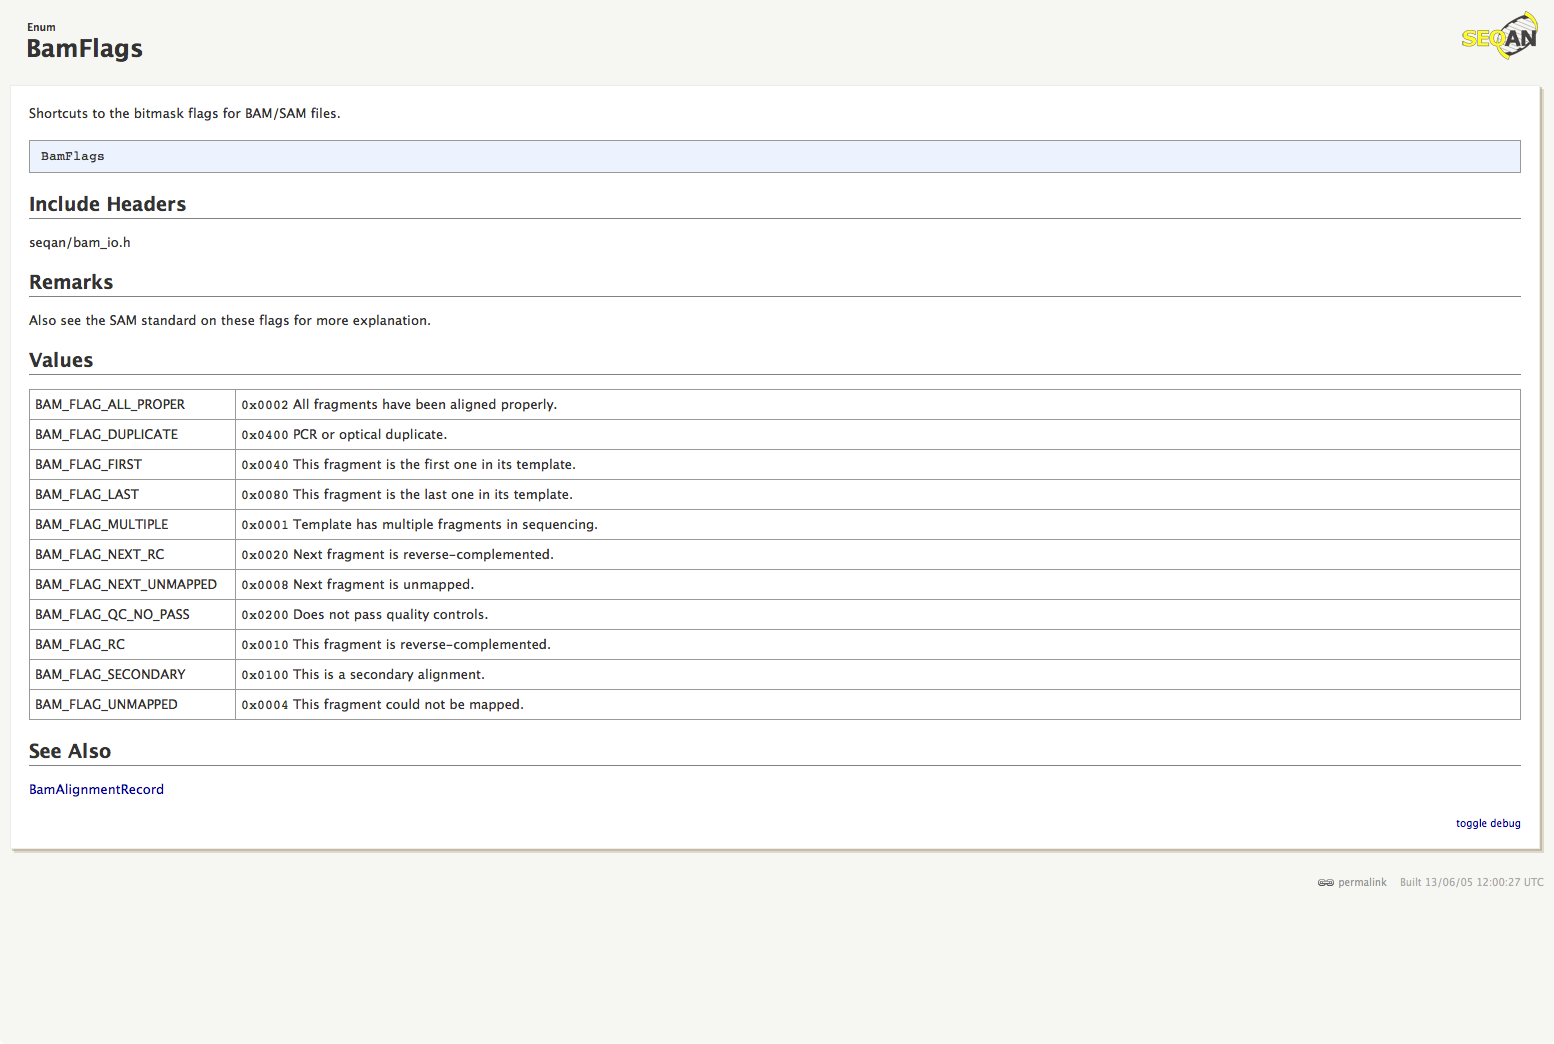 Enum
BamFlags
SEQAN
Shortcuts to the bitmask flags for BAM/SAM files.
BamFlags
Include Headers
seqan/bam_io.h
Remarks
Also see the SAM standard on these flags for more explanation.
Values
BAM_FLAG_ALL_PROPER 0x0002 All fragments have been aligned properly.
BAM_FLAG_DUPLICATE 0x0400 PCR or optical duplicate.
BAM_FLAG_FIRST 0x0040 This fragment is the first one in its template.
BAM_FLAG_LAST 0x0080 This fragment is the last one in its template.
BAM_FLAG_MULTIPLE 0x0001 Template has multiple fragments in sequencing.
BAM_FLAG_NEXT_RC 0x0020 Next fragment is reverse-complemented.
BAM_FLAG_NEXT_UNMAPPED 0x0008 Next fragment is unmapped.
BAM_FLAG_QC_NO_PASS 0x0200 Does not pass quality controls.
BAM_FLAG_RC 0x0010 This fragment is reverse-complemented.
BAM_FLAG_SECONDARY 0x0100 This is a secondary alignment.
BAM_FLAG_UNMAPPED 0x0004 This fragment could not be mapped.
See Also
BamAlignmentRecord
toggle debug
permalink Built 13/06/05 12:00:27 UTC